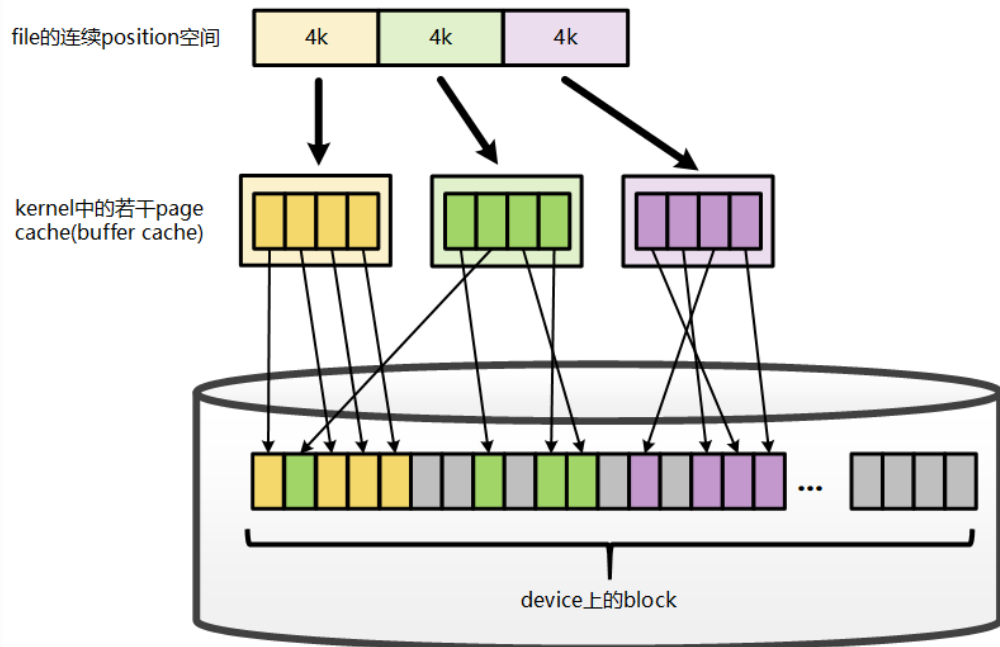 file的连续position空间
4k
4k
4k
kernel中的若干page
cache(buffer cache)
...
device上的block